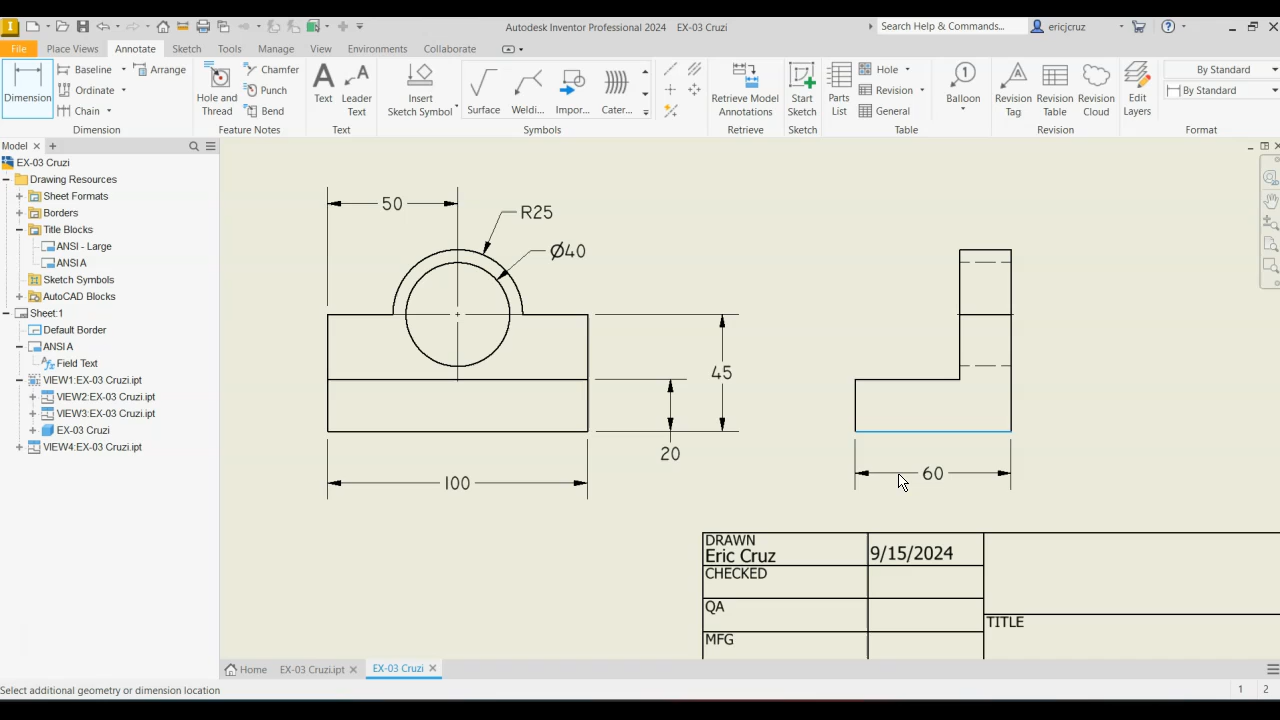 Autodesk Inventor Professional 2024 EX-03 Cruzi
Search Help & Commands...
ericjcruz
File Place Views Annotate Sketch Tools Manage View Environments Collaborate
Dimension
Baseline
Arrange
Ordinate
Chain
Dimension
Hole and Thread
Chamfer
Punch
Bend
Feature Notes
Text
Leader Text
Text
Insert Sketch Symbol
Surface
Weldi...
Impor...
Cater...
Symbols
Retrieve Model Annotations
Retrieve
Start Sketch
Sketch
Parts List
Hole
Revision
General
Table
Balloon
Revision Tag
Revision Table
Revision Cloud
Revision
Edit Layers
By Standard
By Standard
Format
Model
EX-03 Cruzi
Drawing Resources
Sheet Formats
Borders
Title Blocks
ANSI - Large
ANSI A
Sketch Symbols
AutoCAD Blocks
Sheet:1
Default Border
ANSI A
Field Text
VIEW1:EX-03 Cruzi.ipt
VIEW2:EX-03 Cruzi.ipt
VIEW3:EX-03 Cruzi.ipt
EX-03 Cruzi
VIEW4:EX-03 Cruzi.ipt
50
R25
Ø40
45
20
100
60
DRAWN
Eric Cruz
9/15/2024
CHECKED
QA
MFG
TITLE
Home EX-03 Cruzi.ipt EX-03 Cruzi
Select additional geometry or dimension location
1 2